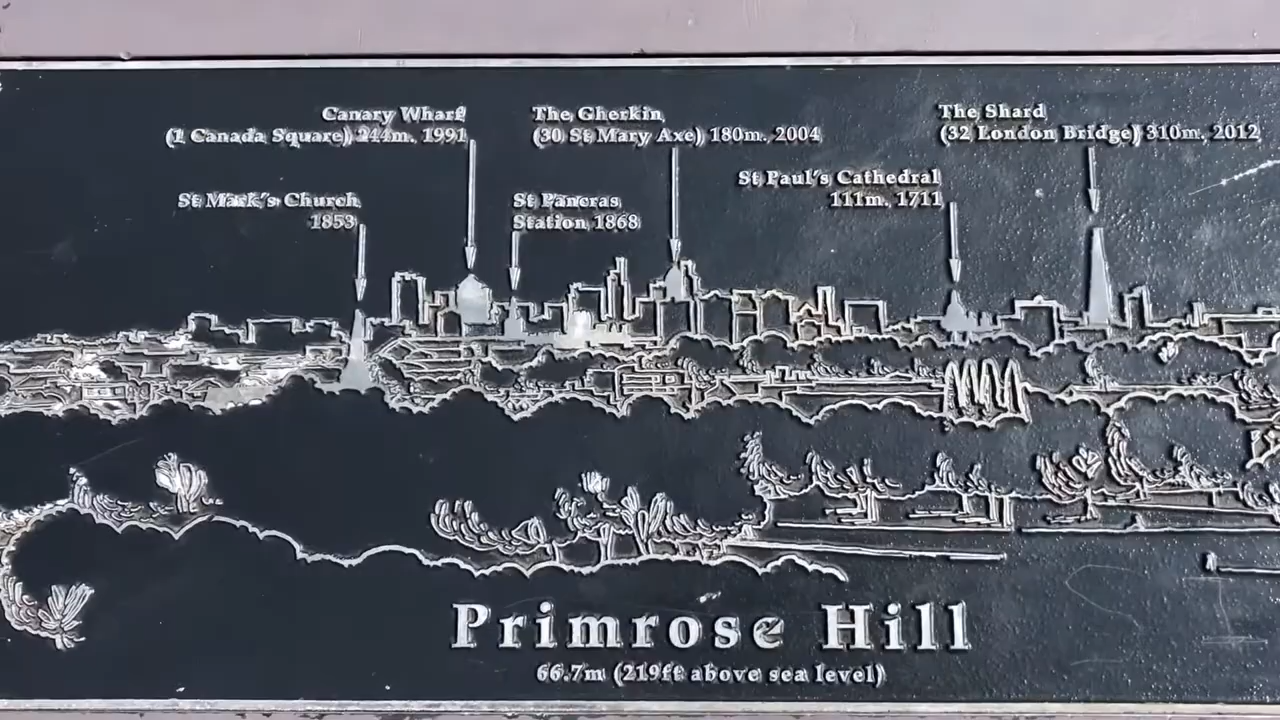 Canary Wharf
(1 Canada Square) 244m. 1991
The Gherkin
(30 St Mary Axe) 180m. 2004
The Shard
(32 London Bridge) 310m. 2012
St Paul's Cathedral
111m. 1711
St Mark's Church
1853
St Pancras
Station 1868
Primrose Hill
66.7m (219ft above sea level)